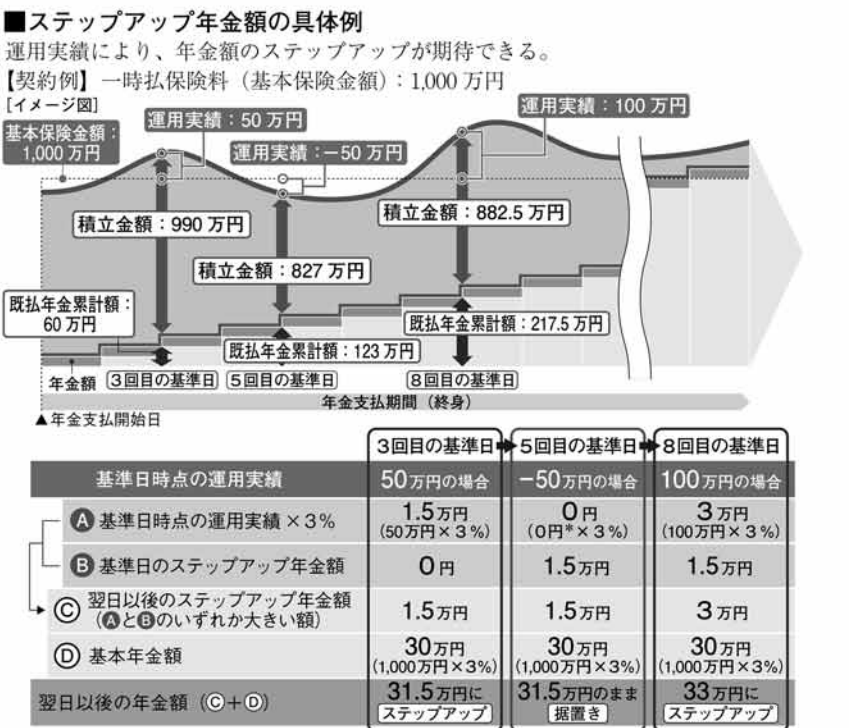 ■ステップアップ年金額の具体例
運用実績により、年金額のステップアップが期待できる。
【契約例】一時払保険料（基本保険金額）：1,000万円
[イメージ図]
基本保険金額：
1,000万円
運用実績：50万円
運用実績：−50万円
運用実績：100万円
積立金額：990万円
積立金額：827万円
積立金額：882.5万円
既払年金累計額：
60万円
既払年金累計額：123万円
既払年金累計額：217.5万円
年金額
3回目の基準日
5回目の基準日
8回目の基準日
年金支払期間（終身）
▲年金支払開始日
3回目の基準日
5回目の基準日
8回目の基準日
基準日時点の運用実績
50万円の場合
−50万円の場合
100万円の場合
A 基準日時点の運用実績×3%
1.5万円
(50万円×3%)
0円
(0円*×3%)
3万円
(100万円×3%)
B 基準日のステップアップ年金額
0円
1.5万円
1.5万円
C 翌日以後のステップアップ年金額
（AとBのいずれか大きい額）
1.5万円
1.5万円
3万円
D 基本年金額
30万円
(1,000万円×3%)
30万円
(1,000万円×3%)
30万円
(1,000万円×3%)
翌日以後の年金額（C+D）
31.5万円に
ステップアップ
31.5万円のまま
据置き
33万円に
ステップアップ